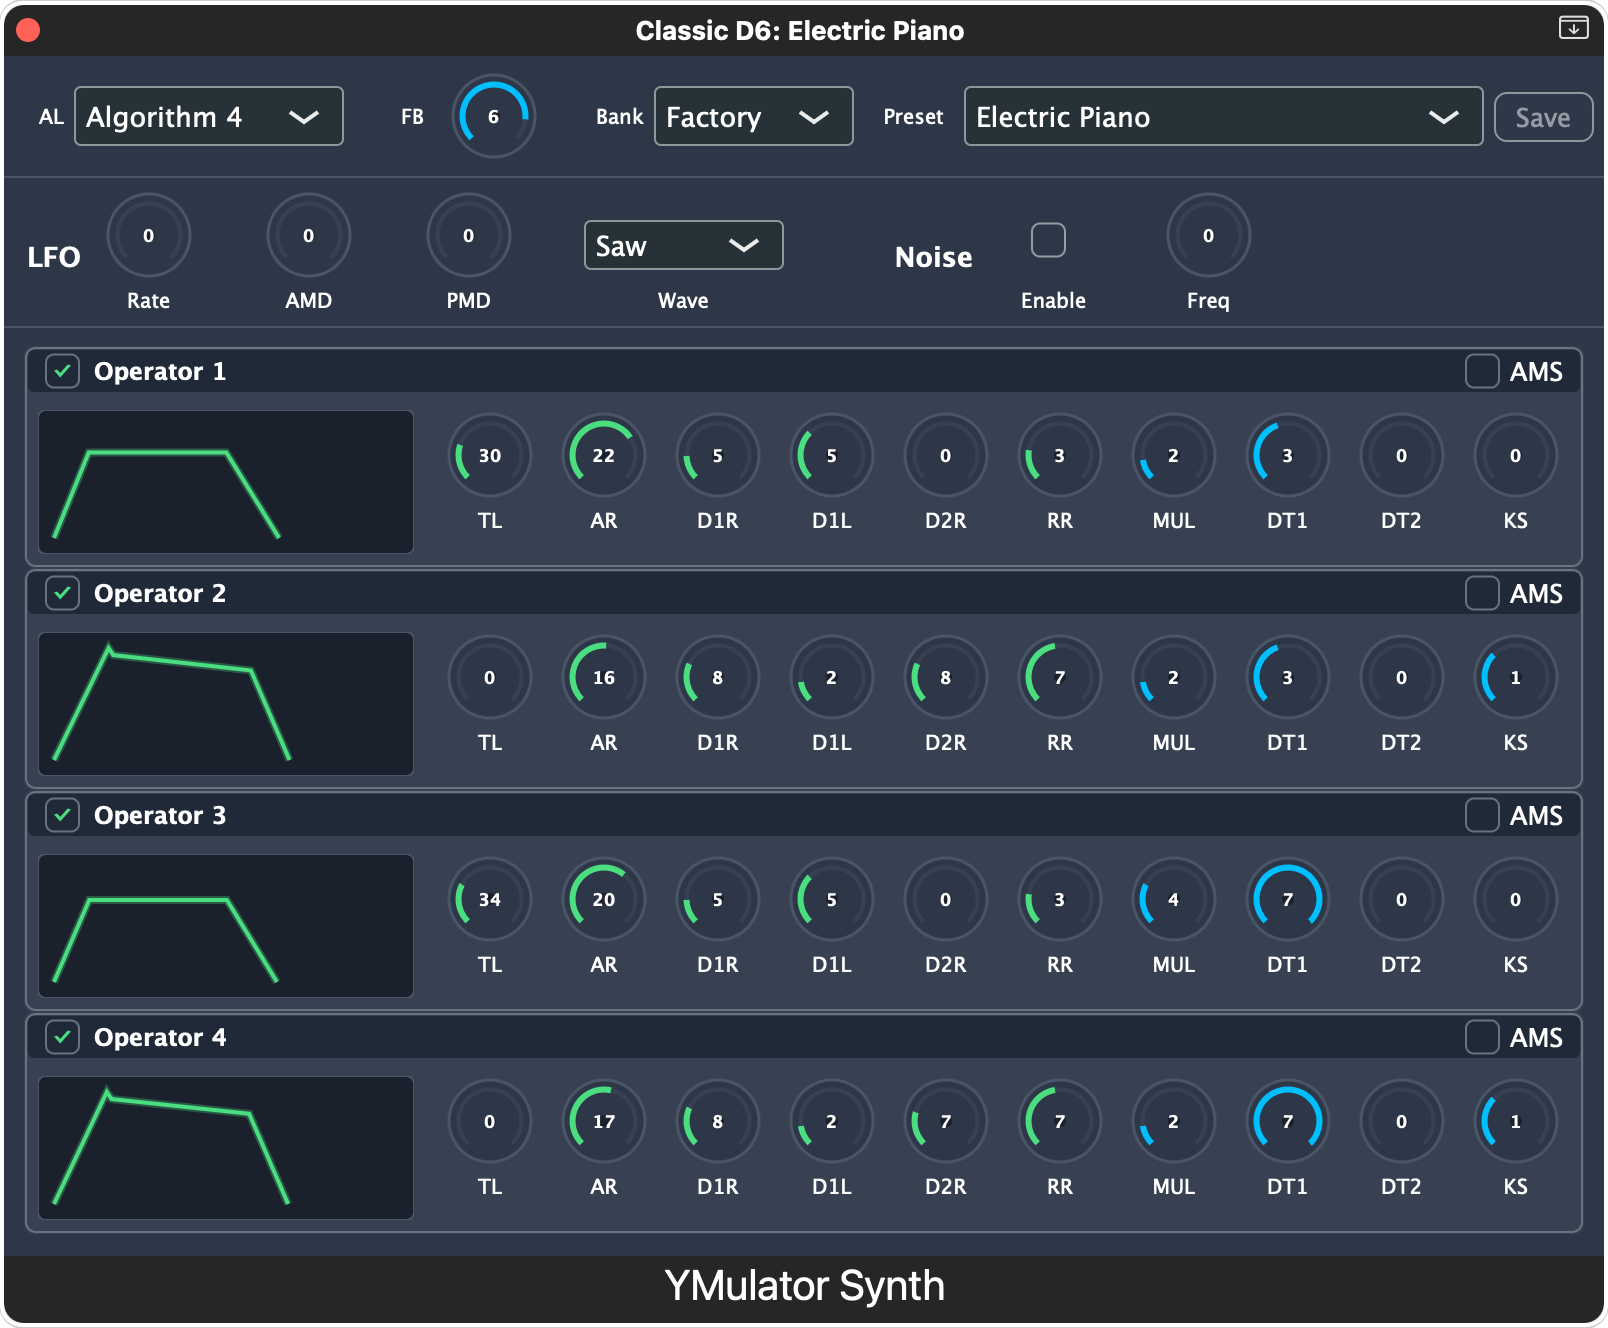 Classic D6: Electric Piano
AL Algorithm 4 FB 6 Bank Factory Preset Electric Piano Save
LFO 0 0 0 Saw Noise 0
Rate AMD PMD Wave Enable Freq
Operator 1 AMS
30 22 5 5 0 3 2 3 0 0
TL AR D1R D1L D2R RR MUL DT1 DT2 KS
Operator 2 AMS
0 16 8 2 8 7 2 3 0 1
TL AR D1R D1L D2R RR MUL DT1 DT2 KS
Operator 3 AMS
34 20 5 5 0 3 4 7 0 0
TL AR D1R D1L D2R RR MUL DT1 DT2 KS
Operator 4 AMS
0 17 8 2 7 7 2 7 0 1
TL AR D1R D1L D2R RR MUL DT1 DT2 KS
YMulator Synth